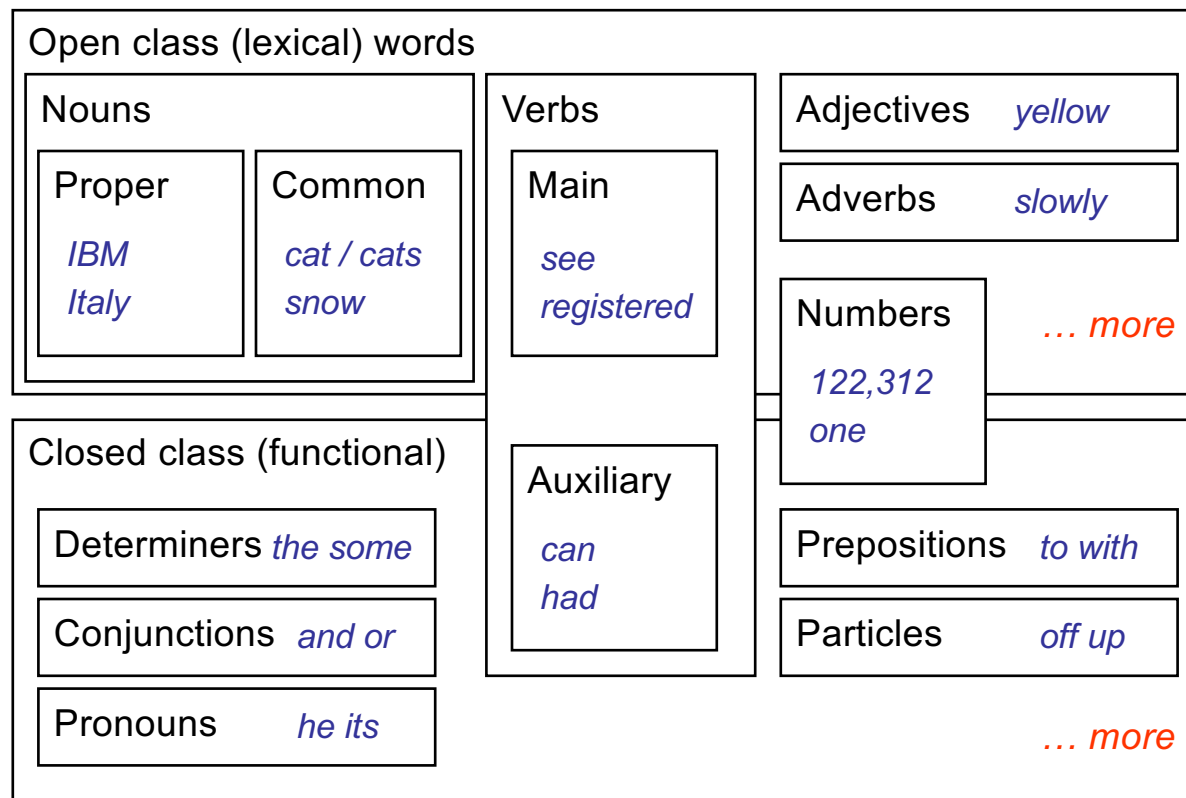 Open class (lexical) words
Nouns
Proper
IBM
Italy
Common
cat / cats
snow
Verbs
Main
see
registered
Adjectives yellow
Adverbs slowly
Numbers
122,312
one
… more
Closed class (functional)
Determiners the some
Conjunctions and or
Pronouns he its
Auxiliary
can
had
Prepositions to with
Particles off up
… more